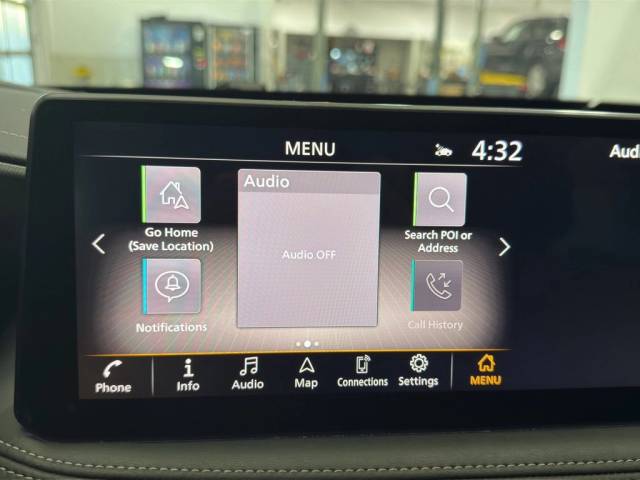 MENU
4:32
Audio
Audio OFF
Go Home
(Save Location)
Search POI or
Address
Notifications
Call History
Phone
Info
Audio
Map
Connections
Settings
MENU